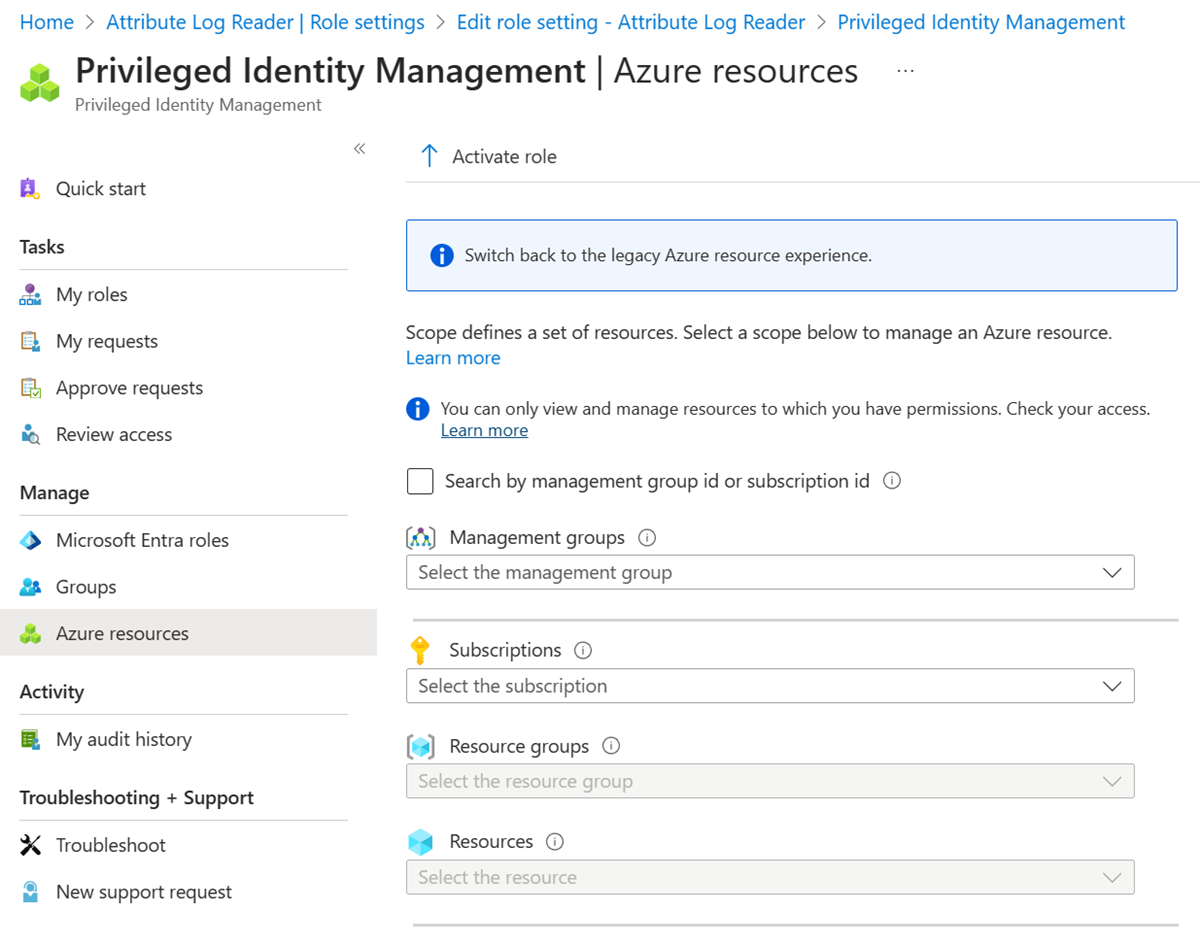 Home > Attribute Log Reader | Role settings > Edit role setting - Attribute Log Reader > Privileged Identity Management
Privileged Identity Management | Azure resources ...
Privileged Identity Management
«
Quick start
Tasks
My roles
My requests
Approve requests
Review access
Manage
Microsoft Entra roles
Groups
Azure resources
Activity
My audit history
Troubleshooting + Support
Troubleshoot
New support request
Activate role
Switch back to the legacy Azure resource experience.
Scope defines a set of resources. Select a scope below to manage an Azure resource.
Learn more
You can only view and manage resources to which you have permissions. Check your access.
Learn more
Search by management group id or subscription id
Management groups
Select the management group
Subscriptions
Select the subscription
Resource groups
Select the resource group
Resources
Select the resource